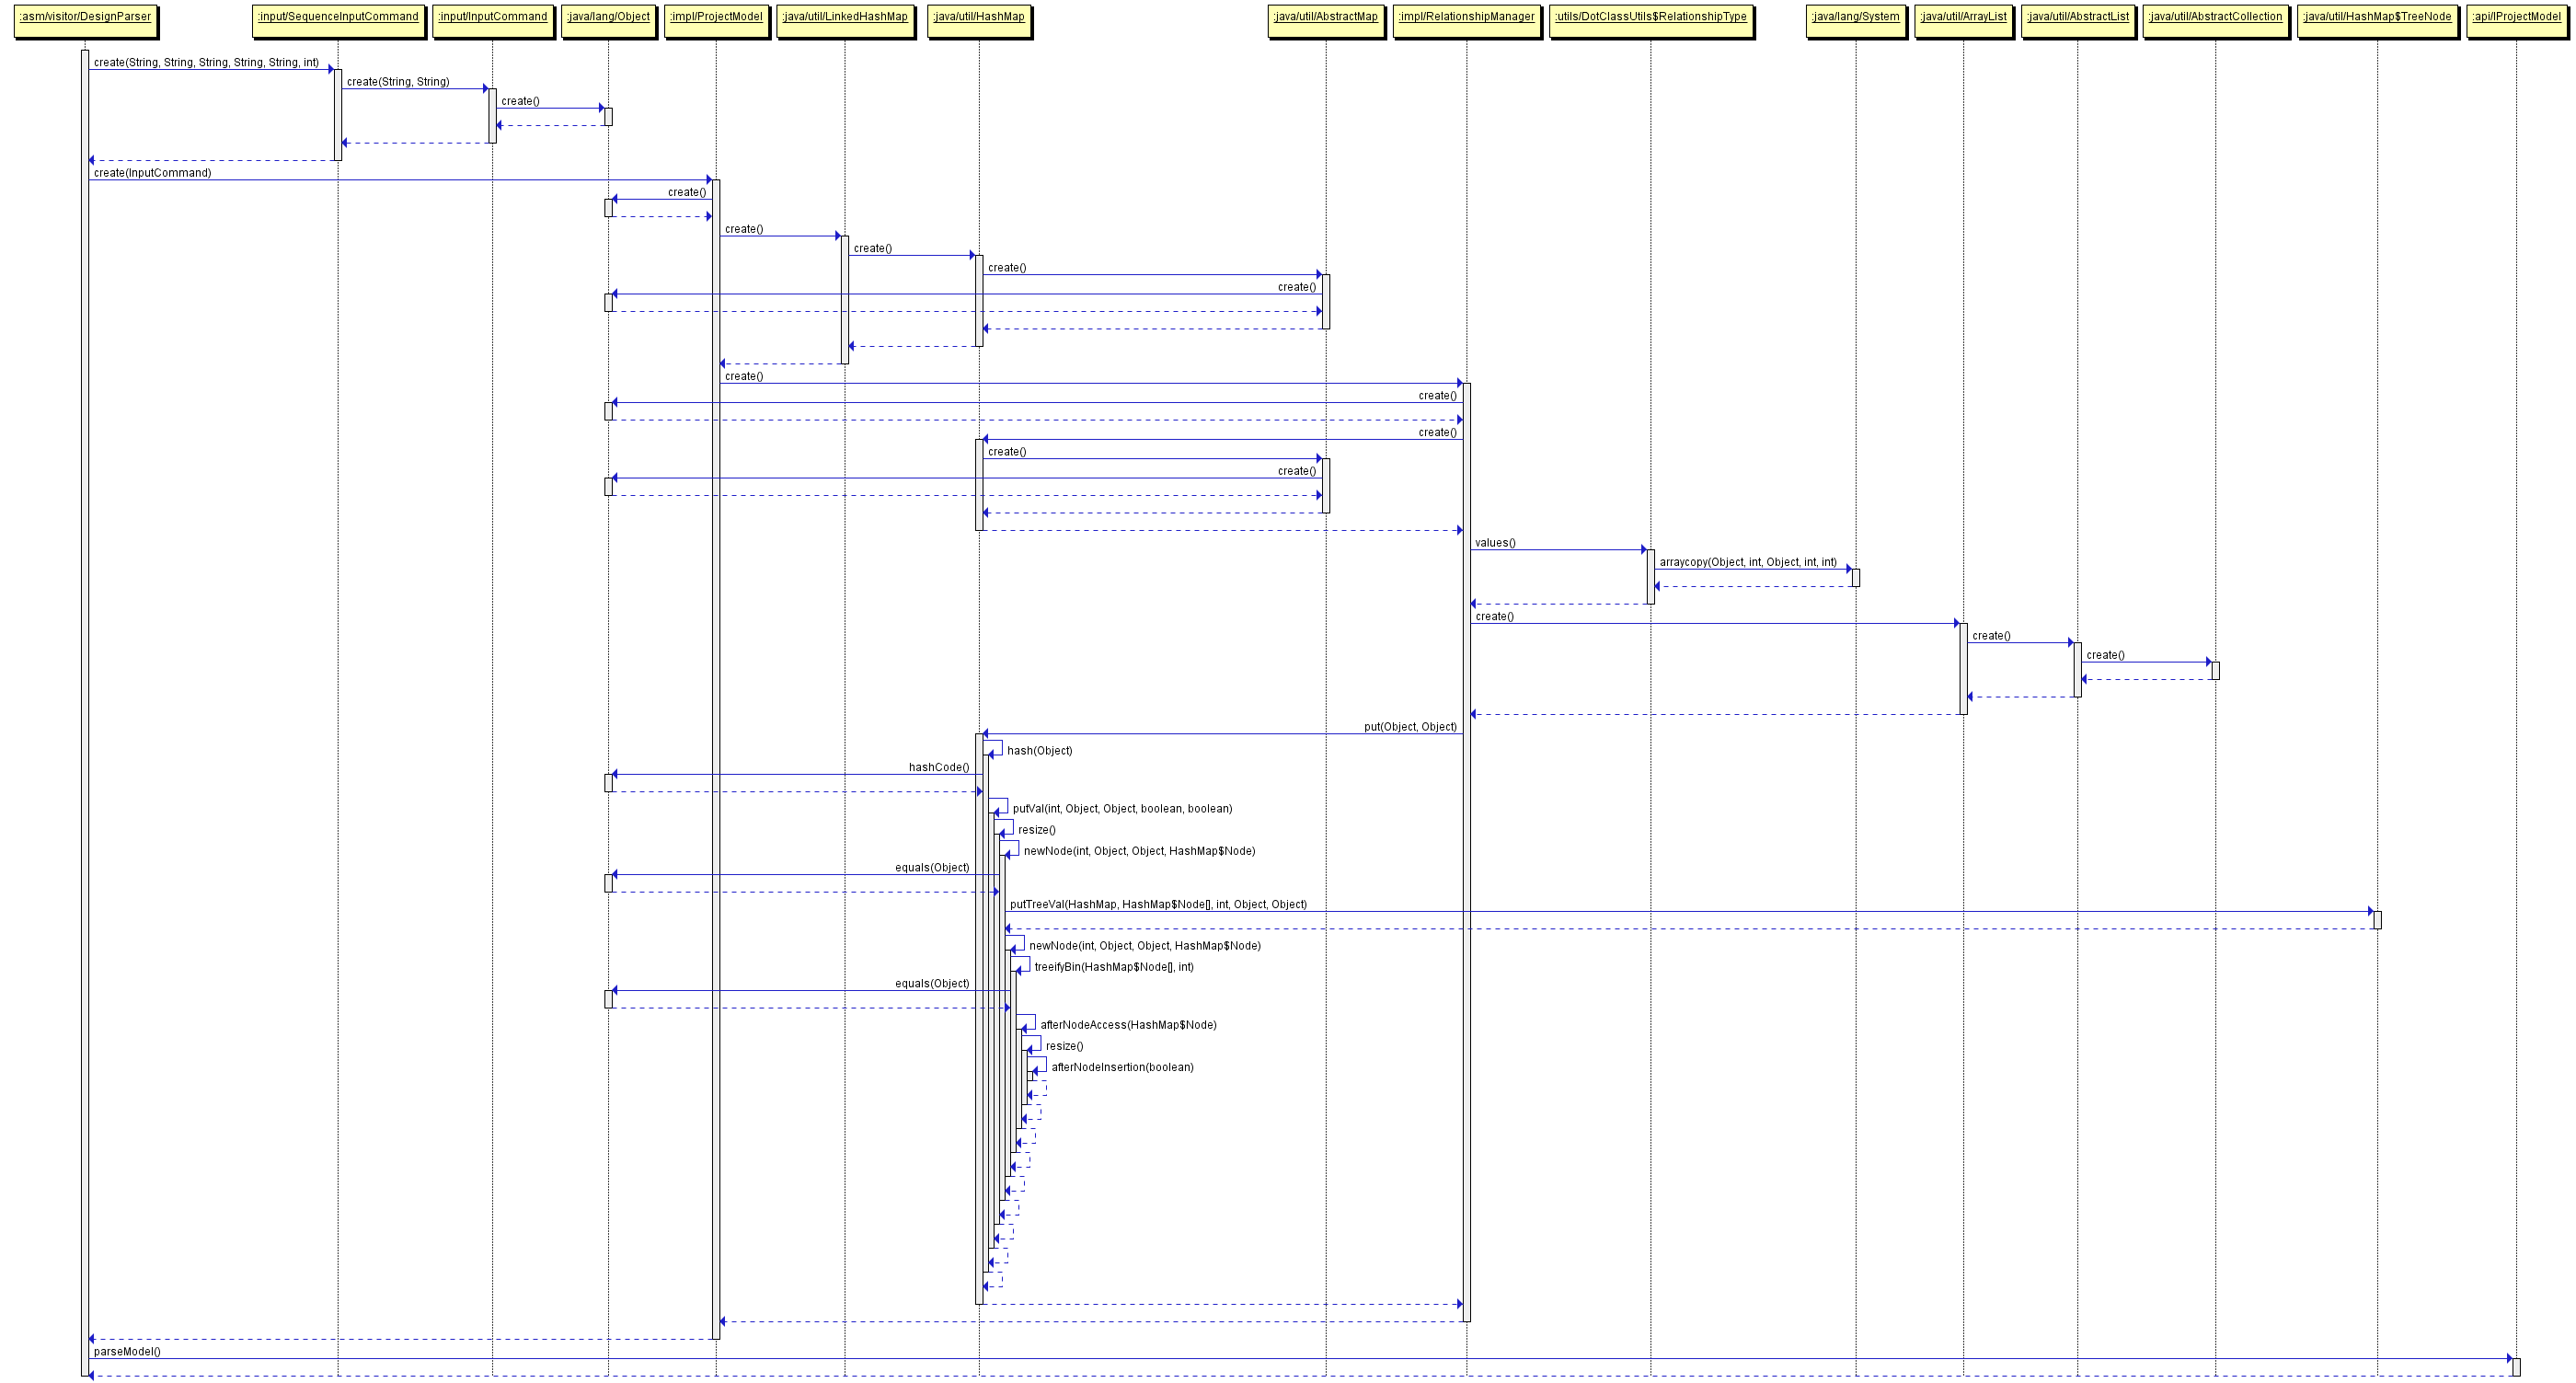 :asm/visitor/DesignParser
:input/SequenceInputCommand
:input/InputCommand
:java/lang/Object
:impl/ProjectModel
:java/util/LinkedHashMap
:java/util/HashMap
:java/util/AbstractMap
:impl/RelationshipManager
:utils/DotClassUtils$RelationshipType
:java/lang/System
:java/util/ArrayList
:java/util/AbstractList
:java/util/AbstractCollection
:java/util/HashMap$TreeNode
:api/IProjectModel
create(String, String, String, String, String, int)
create(String, String)
create()
create(InputCommand)
create()
create()
create()
create()
create()
create()
create()
create()
create()
create()
values()
arraycopy(Object, int, Object, int, int)
create()
create()
create()
put(Object, Object)
hash(Object)
hashCode()
putVal(int, Object, Object, boolean, boolean)
resize()
newNode(int, Object, Object, HashMap$Node)
equals(Object)
putTreeVal(HashMap, HashMap$Node[], int, Object, Object)
newNode(int, Object, Object, HashMap$Node)
treeifyBin(HashMap$Node[], int)
equals(Object)
afterNodeAccess(HashMap$Node)
resize()
afterNodeInsertion(boolean)
parseModel()